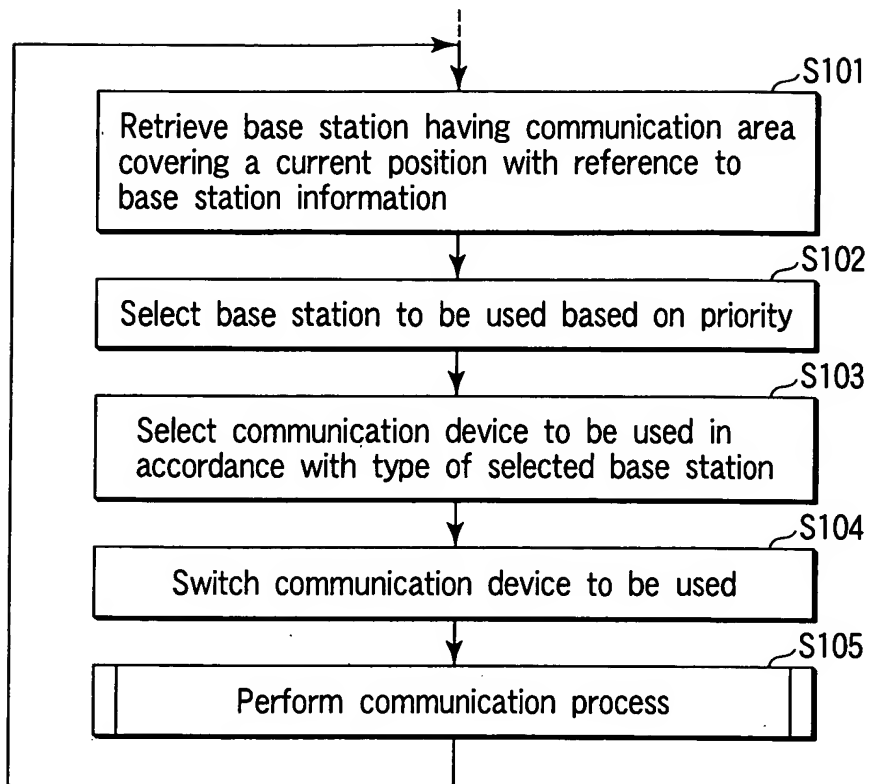 S101
Retrieve base station having communication area
covering a current position with reference to
base station information
S102
Select base station to be used based on priority
S103
Select communication device to be used in
accordance with type of selected base station
S104
Switch communication device to be used
S105
Perform communication process